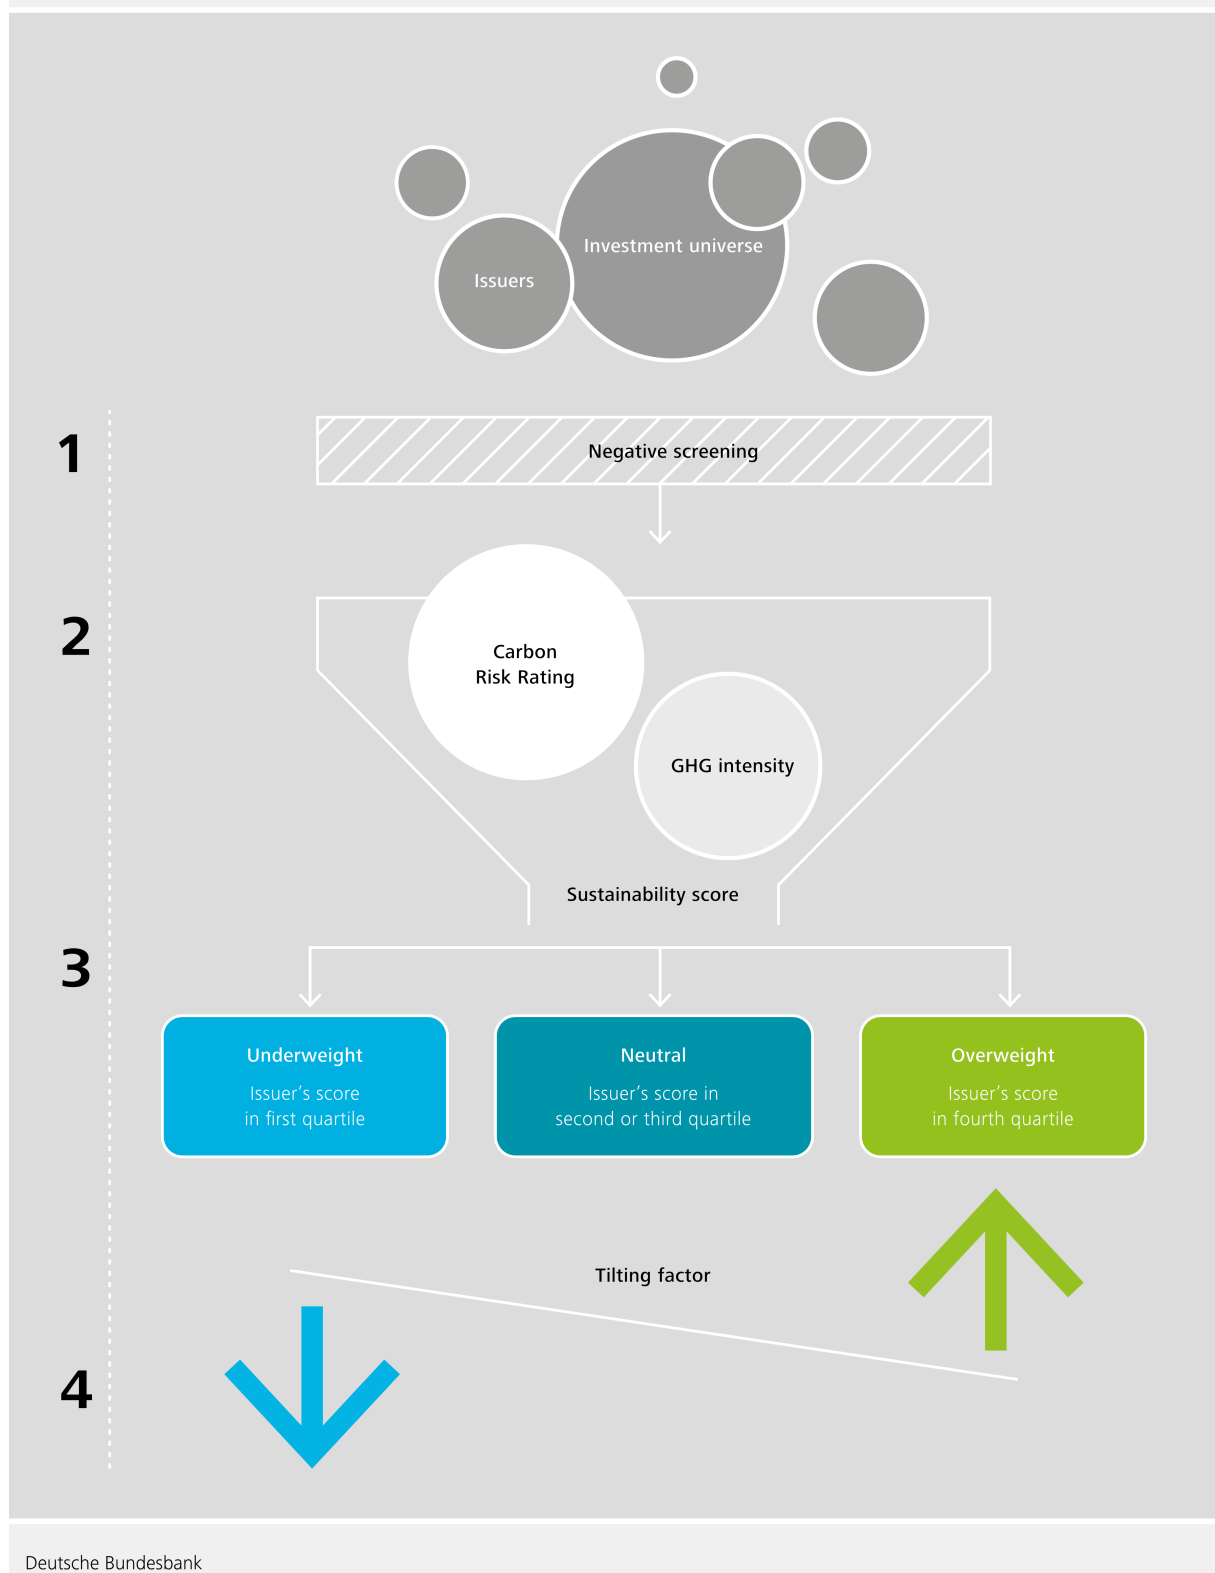 Investment universe
Issuers
1
Negative screening
2
Carbon
Risk Rating
GHG intensity
Sustainability score
3
Underweight
Issuer’s score
in first quartile
Neutral
Issuer’s score in
second or third quartile
Overweight
Issuer’s score
in fourth quartile
Tilting factor
4
Deutsche Bundesbank